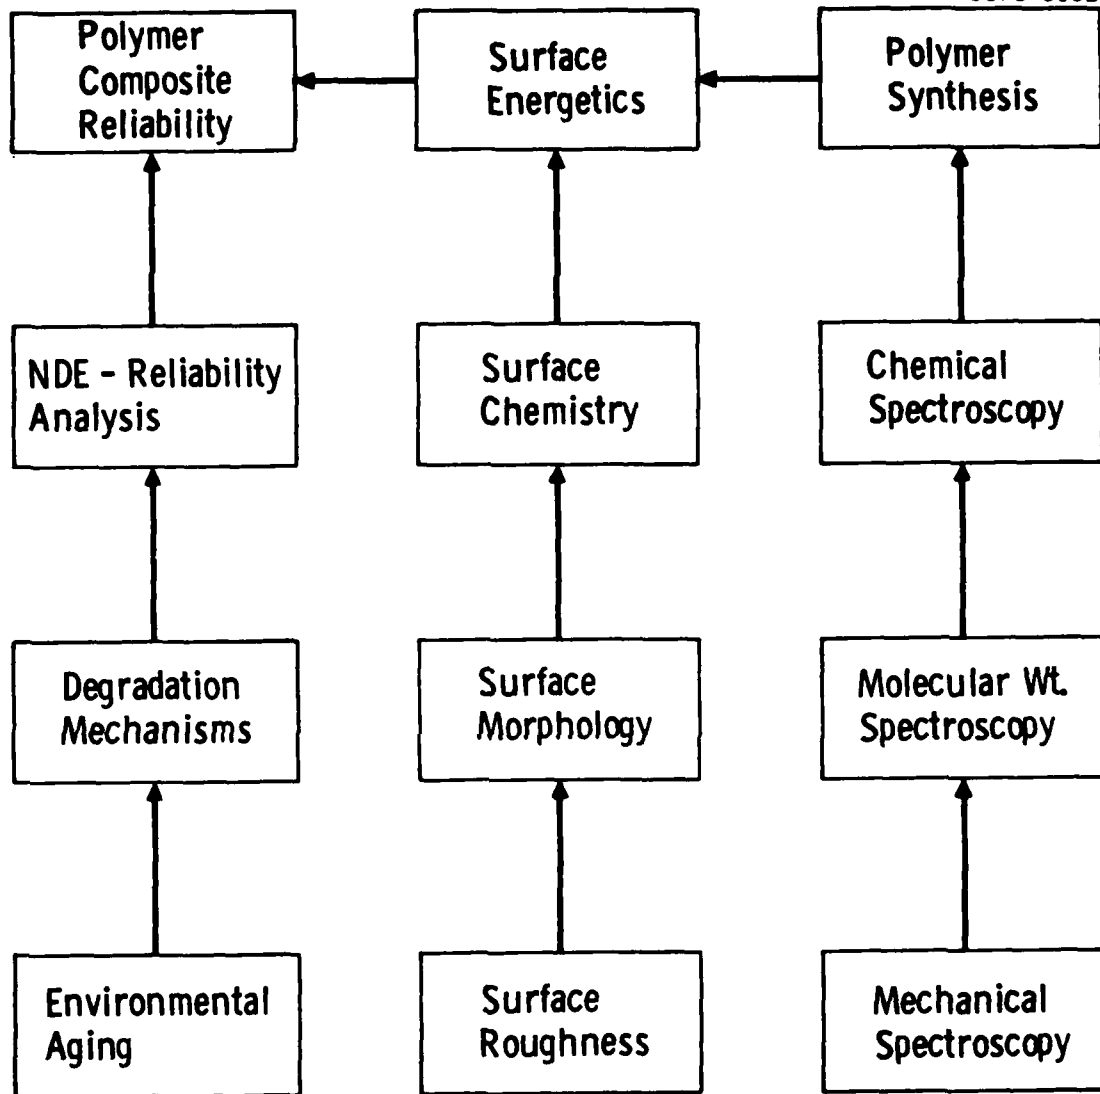 Polymer
Composite
Reliability
Surface
Energetics
Polymer
Synthesis
NDE - Reliability
Analysis
Surface
Chemistry
Chemical
Spectroscopy
Degradation
Mechanisms
Surface
Morphology
Molecular Wt.
Spectroscopy
Environmental
Aging
Surface
Roughness
Mechanical
Spectroscopy